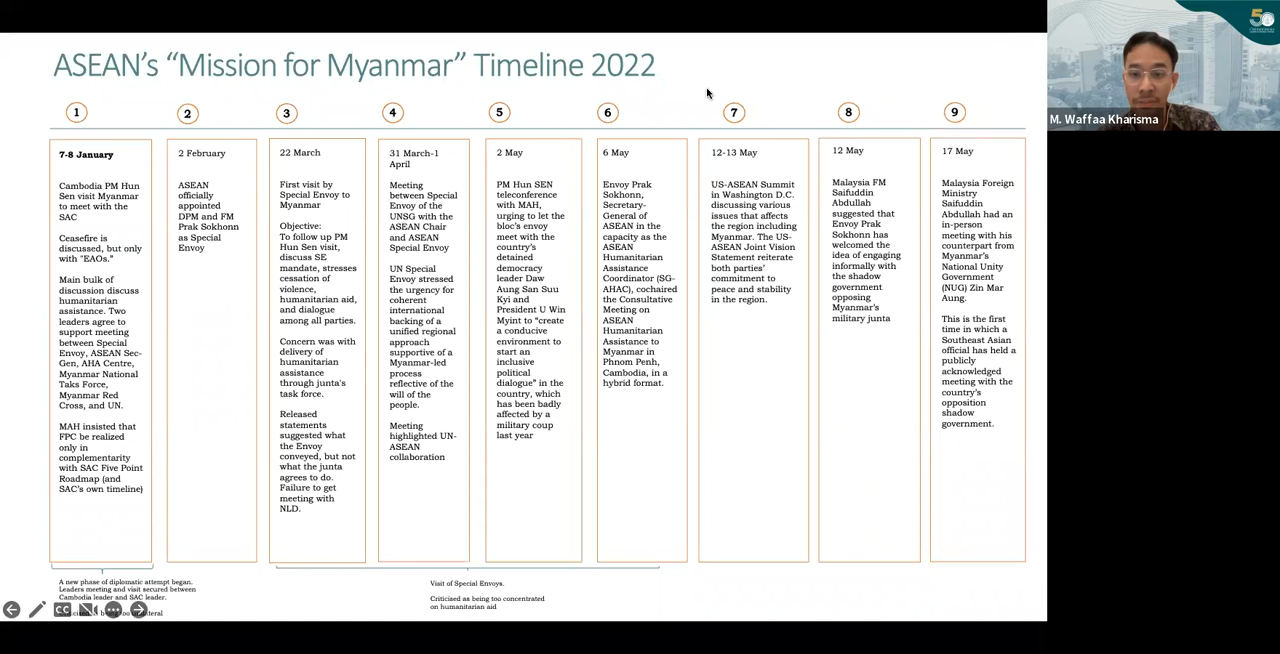 ASEAN's “Mission for Myanmar” Timeline 2022
1
2
3
4
5
6
7
8
9
7-8 January
Cambodia PM Hun
Sen visit Myanmar
to meet with the
SAC
Ceasefire is
discussed, but only
with "EAOs."
Main bulk of
discussion discuss
humanitarian
assistance. Two
leaders agree to
support meeting
between Special
Envoy, ASEAN Sec-
Gen, AHA Centre,
Myanmar National
Taks Force,
Myanmar Red
Cross, and UN.
MAH insisted that
FPC be realized
only in
complementarity
with SAC Five Point
Roadmap (and
SAC's own timeline)
2 February
ASEAN
officially
appointed
DPM and FM
Prak Sokhonn
as Special
Envoy
22 March
First visit by
Special Envoy to
Myanmar
Objective:
To follow up PM
Hun Sen visit,
discuss SE
mandate, stresses
cessation of
violence,
humanitarian aid,
and dialogue
among all parties.
Concern was with
delivery of
humanitarian
assistance
through junta's
task force.
Released
statements
suggested what
the Envoy
conveyed, but not
what the junta
agrees to do.
Failure to get
meeting with
NLD.
31 March-1
April
Meeting
between Special
Envoy of the
UNSG with the
ASEAN Chair
and ASEAN
Special Envoy
UN Special
Envoy stressed
the urgency for
coherent
international
backing of a
unified regional
approach
supportive of a
Myanmar-led
process
reflective of the
will of the
people.
Meeting
highlighted UN-
ASEAN
collaboration
2 May
PM Hun SEN
teleconference
with MAH,
urging to let the
bloc's envoy
meet with the
country's
detained
democracy
leader Daw
Aung San Suu
Kyi and
President U Win
Myint to “create
a conducive
environment to
start an
inclusive
political
dialogue” in the
country, which
has been badly
affected by a
military coup
last year
6 May
Envoy Prak
Sokhonn,
Secretary-
General of
ASEAN in the
capacity as the
ASEAN
Humanitarian
Assistance
Coordinator (SG-
AHAC), cochaired
the Consultative
Meeting on
ASEAN
Humanitarian
Assistance to
Myanmar in
Phnom Penh,
Cambodia, in a
hybrid format.
12-13 May
US-ASEAN Summit
in Washington D.C.
discussing various
issues that affects
the region including
Myanmar. The US-
ASEAN Joint Vision
Statement reiterate
both parties'
commitment to
peace and stability
in the region.
12 May
Malaysia FM
Saifuddin
Abdullah
suggested that
Envoy Prak
Sokhonn has
welcomed the
idea of engaging
informally with
the shadow
government
opposing
Myanmar's
military junta
17 May
Malaysia Foreign
Ministry
Saifuddin
Abdullah had an
in-person
meeting with his
counterpart from
Myanmar's
National Unity
Government
(NUG) Zin Mar
Aung.
This is the first
time in which a
Southeast Asian
official has held a
publicly
acknowledged
meeting with the
country's
opposition
shadow
government.
A new phase of diplomatic attempt began.
Leaders meeting and visit secured between
Cambodia leader and SAC leader.
being too
Visit of Special Envoys.
Criticised as being too concentrated
on humanitarian aid
CC
50
M. Waffaa Kharisma